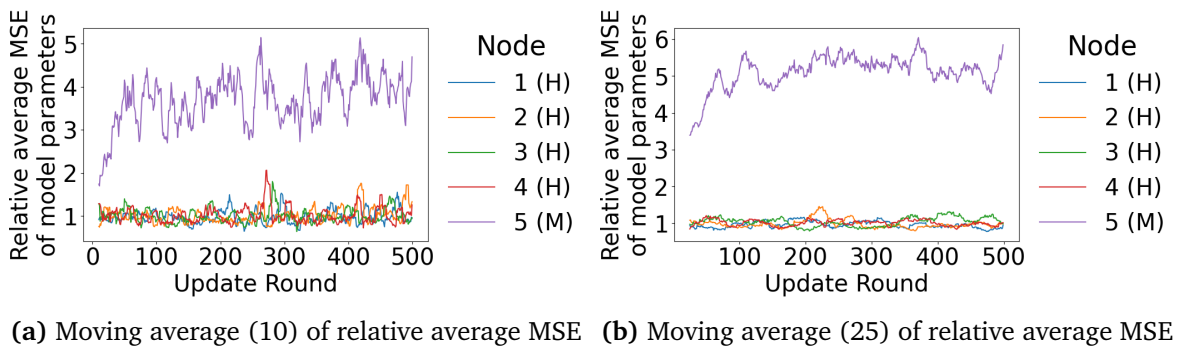 Relative average MSE
of model parameters
5
4
3
2
1
0 100 200 300 400 500
Update Round
Node
1 (H)
2 (H)
3 (H)
4 (H)
5 (M)
(a) Moving average (10) of relative average MSE
Relative average MSE
of model parameters
6
5
4
3
2
1
100 200 300 400 500
Update Round
Node
1 (H)
2 (H)
3 (H)
4 (H)
5 (M)
(b) Moving average (25) of relative average MSE